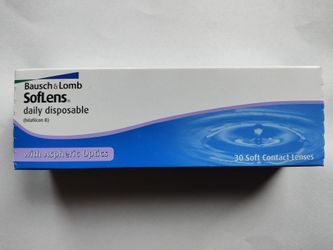 Bausch & Lomb
SofLens®
daily disposable
(hilafilcon B)
with Aspheric Optics
30 Soft Contact Lenses